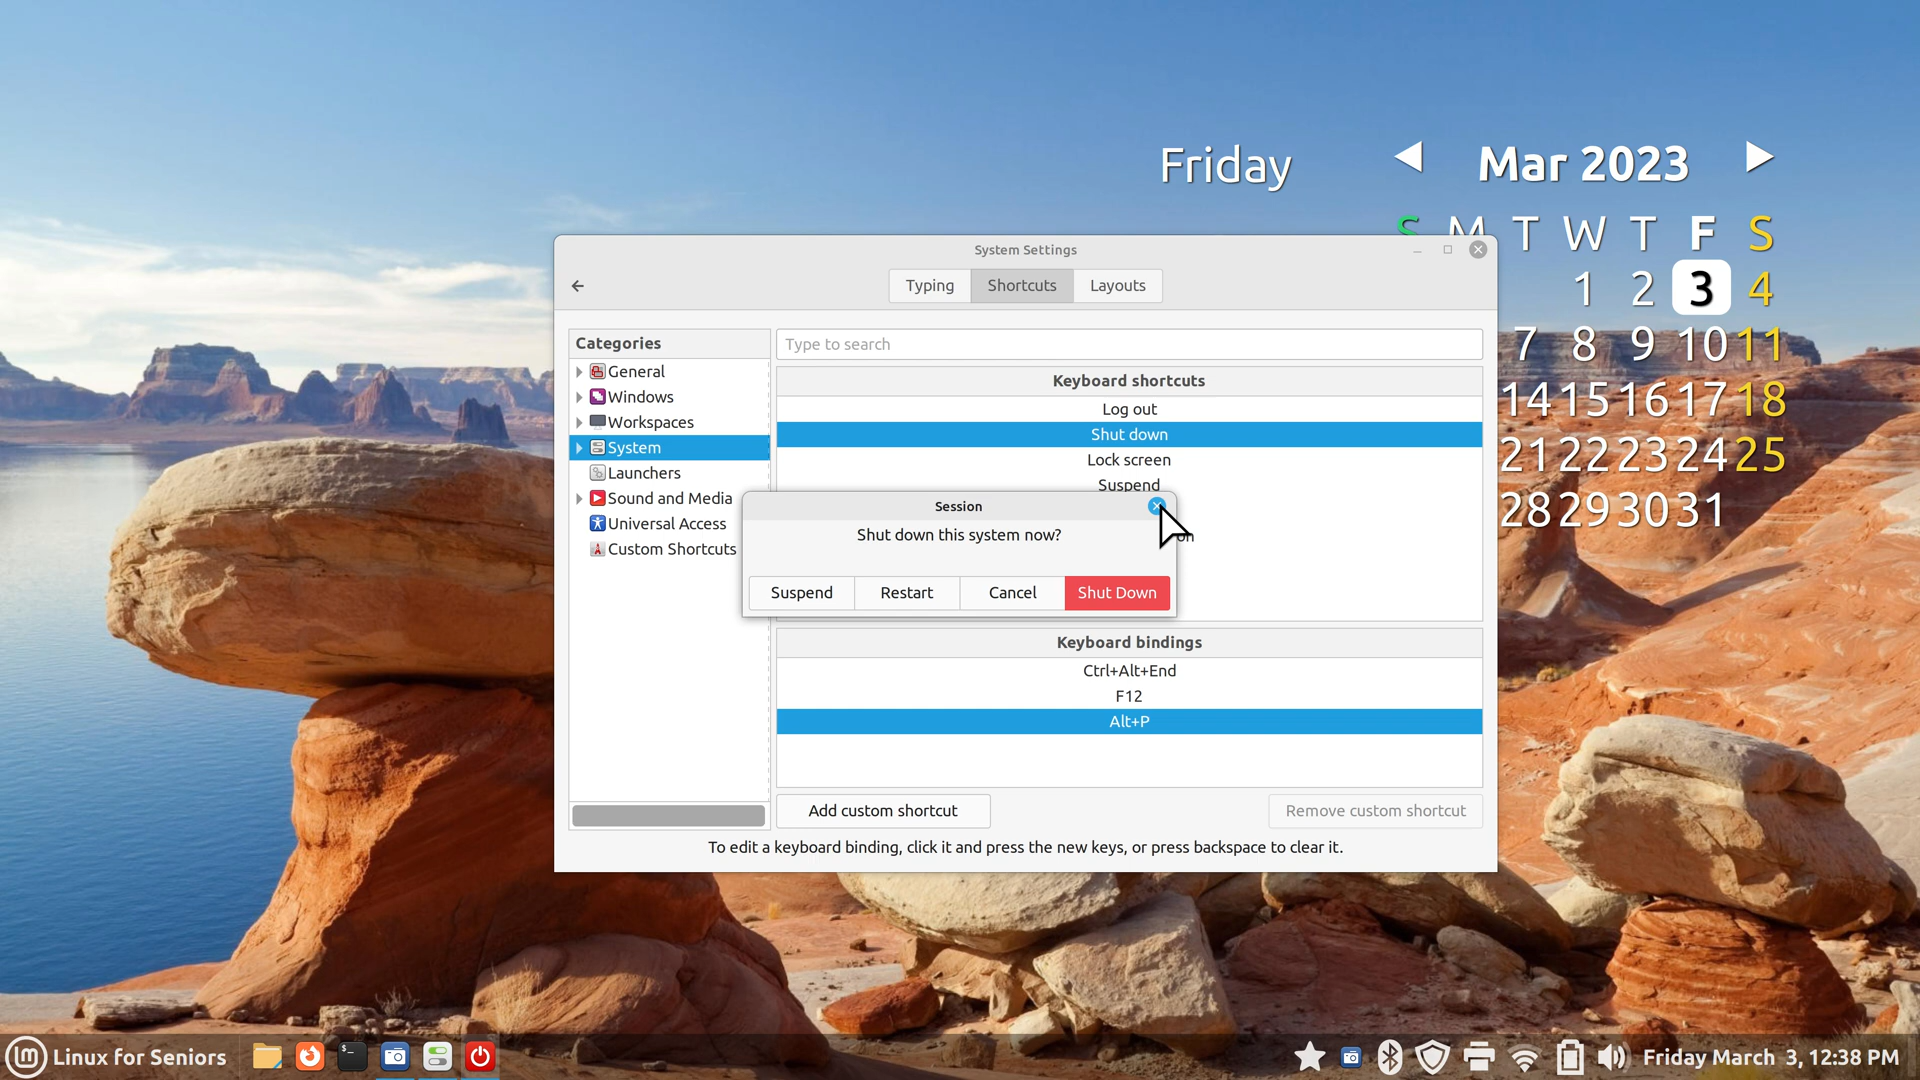 Friday
Mar 2023
S M T W T F S
1 2 3 4
7 8 9 10 11
14 15 16 17 18
21 22 23 24 25
28 29 30 31
System Settings
Typing
Shortcuts
Layouts
Categories
General
Windows
Workspaces
System
Launchers
Sound and Media
Universal Access
Custom Shortcuts
Type to search
Keyboard shortcuts
Log out
Shut down
Lock screen
Suspend
Session
Shut down this system now?
Suspend
Restart
Cancel
Shut Down
Keyboard bindings
Ctrl+Alt+End
F12
Alt+P
Add custom shortcut
Remove custom shortcut
To edit a keyboard binding, click it and press the new keys, or press backspace to clear it.
Linux for Seniors
Friday March 3, 12:38 PM